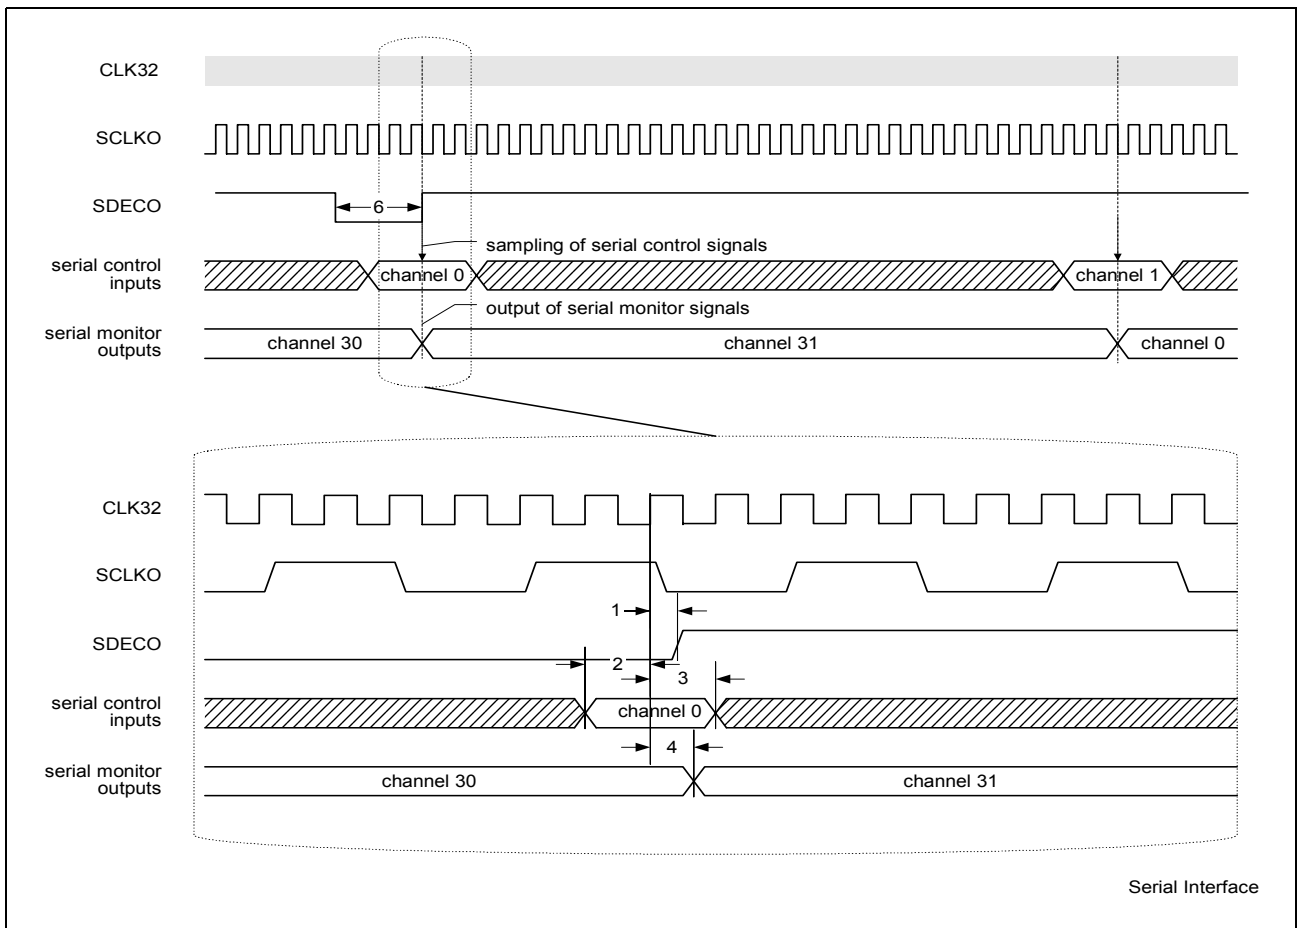 CLK32
SCLKO
SDECO
6
sampling of serial control signals
serial control
inputs
channel 0
channel 1
output of serial monitor signals
serial monitor
outputs
channel 30
channel 31
channel 0
CLK32
SCLKO
1
SDECO
2
3
serial control
inputs
channel 0
4
serial monitor
outputs
channel 30
channel 31
Serial Interface